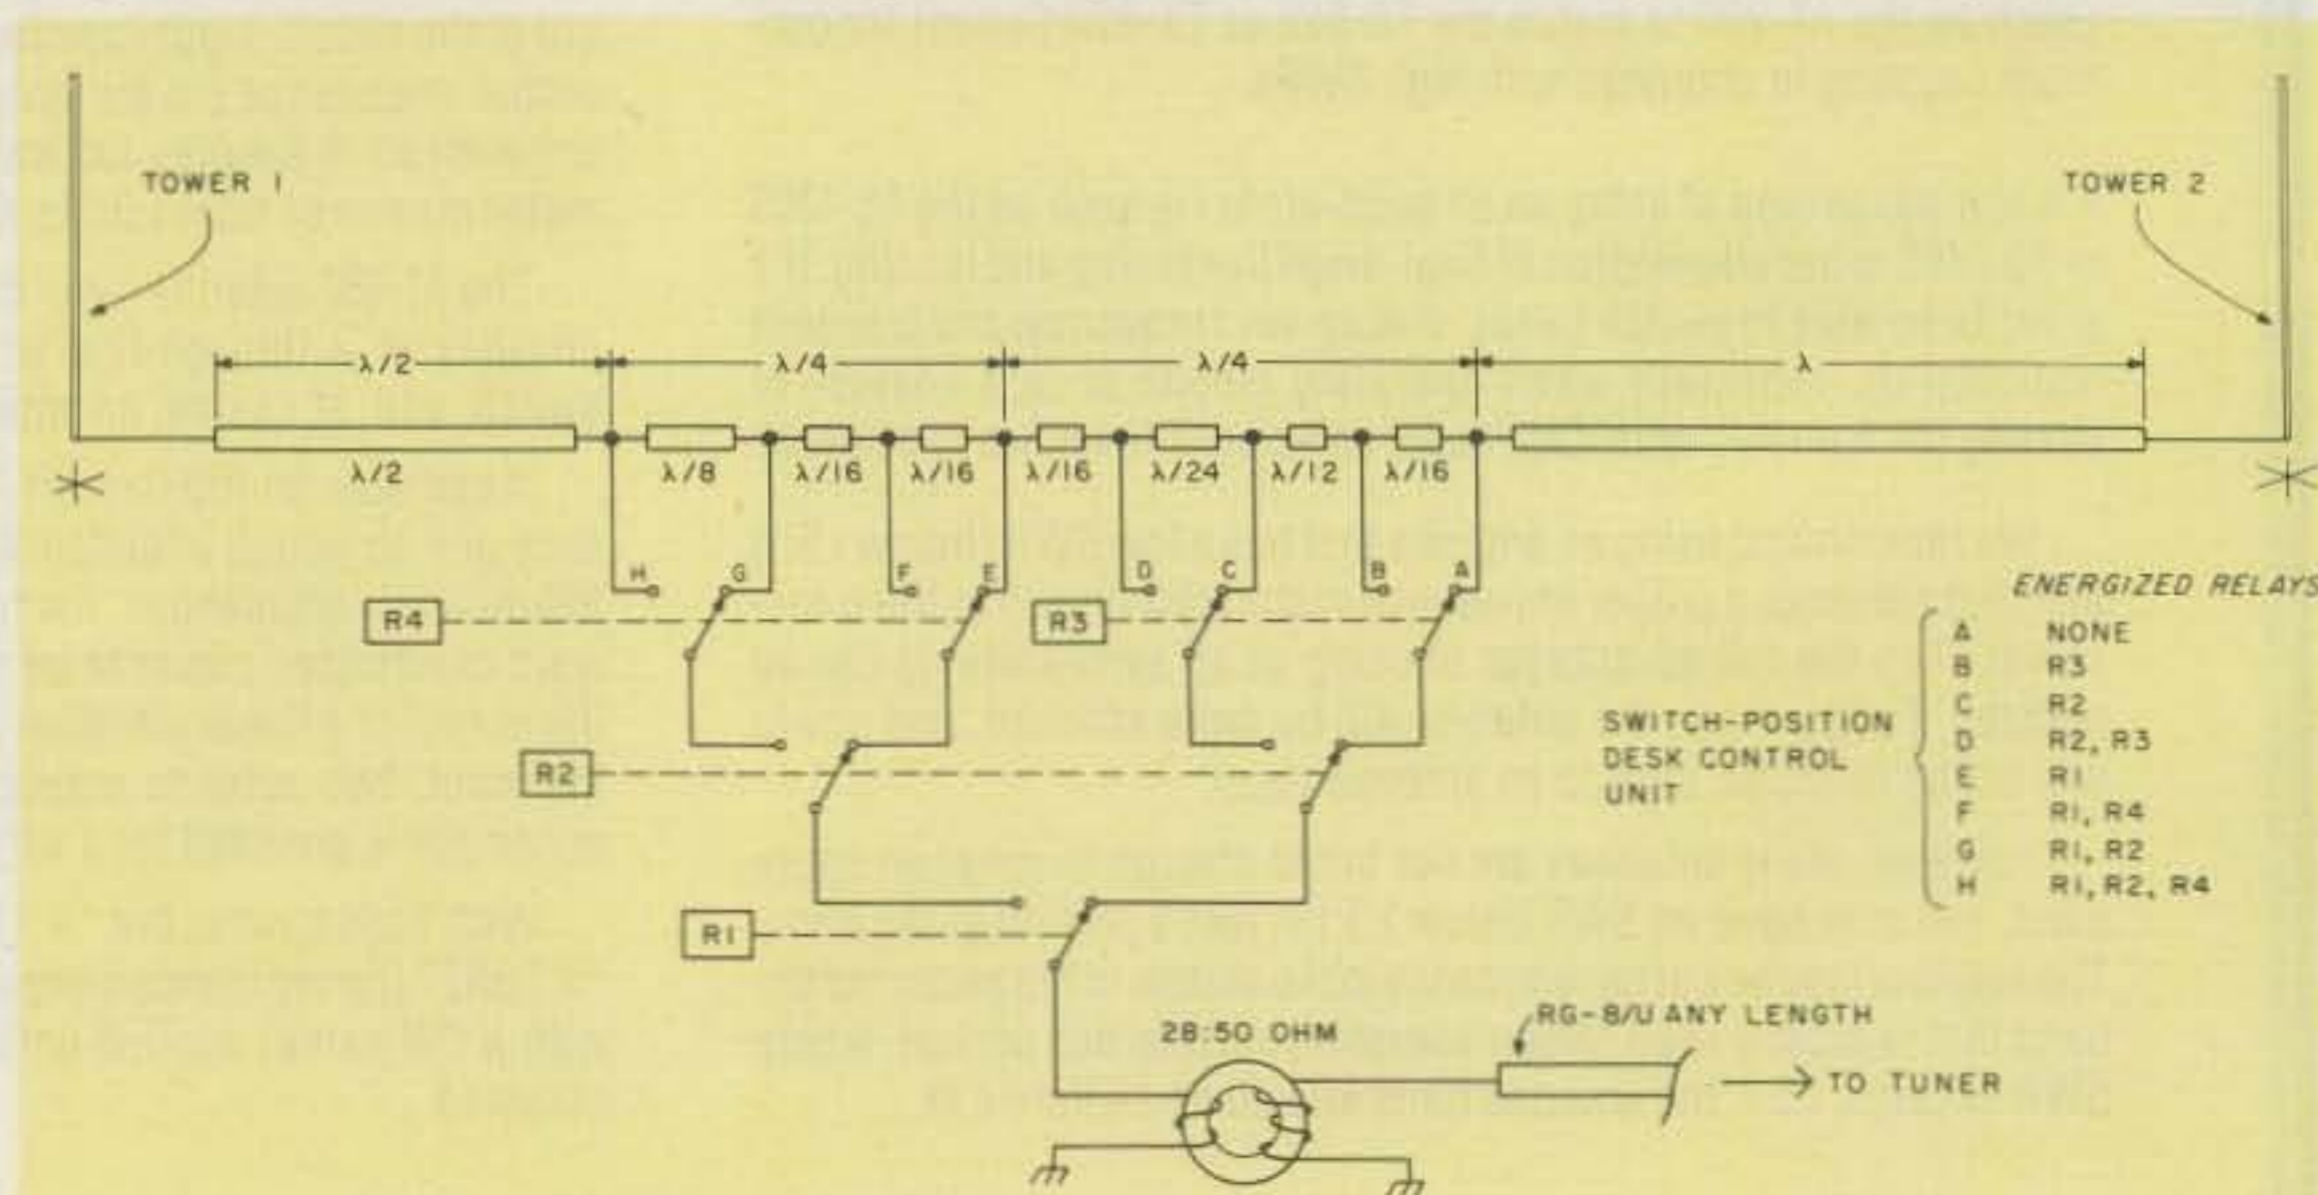 TOWER 1
TOWER 2
λ/2 λ/4 λ/4 λ
λ/2 λ/8 λ/16 λ/16 λ/16 λ/24 λ/12 λ/16
H G F E D C B A
R4 R3
R2
R1
ENERGIZED RELAYS
A NONE
B R3
C R2
D R2, R3
E R1
F R1, R4
G R1, R2
H R1, R2, R4
SWITCH-POSITION
DESK CONTROL
UNIT
28:50 OHM
RG-8/U ANY LENGTH
TO TUNER